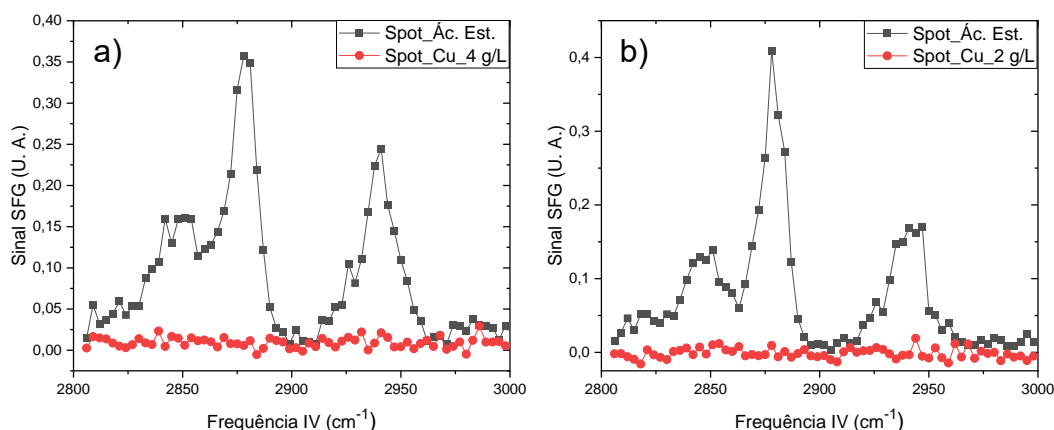 a)
Spot_Ác. Est.
Spot_Cu_4 g/L
0,40
0,35
0,30
0,25
0,20
0,15
0,10
0,05
0,00
Sinal SFG (U. A.)
2800
2850
2900
2950
3000
Frequência IV (cm⁻¹)
b)
Spot_Ác. Est.
Spot_Cu_2 g/L
0,4
0,3
0,2
0,1
0,0
Sinal SFG (U. A.)
2800
2850
2900
2950
3000
Frequência IV (cm⁻¹)